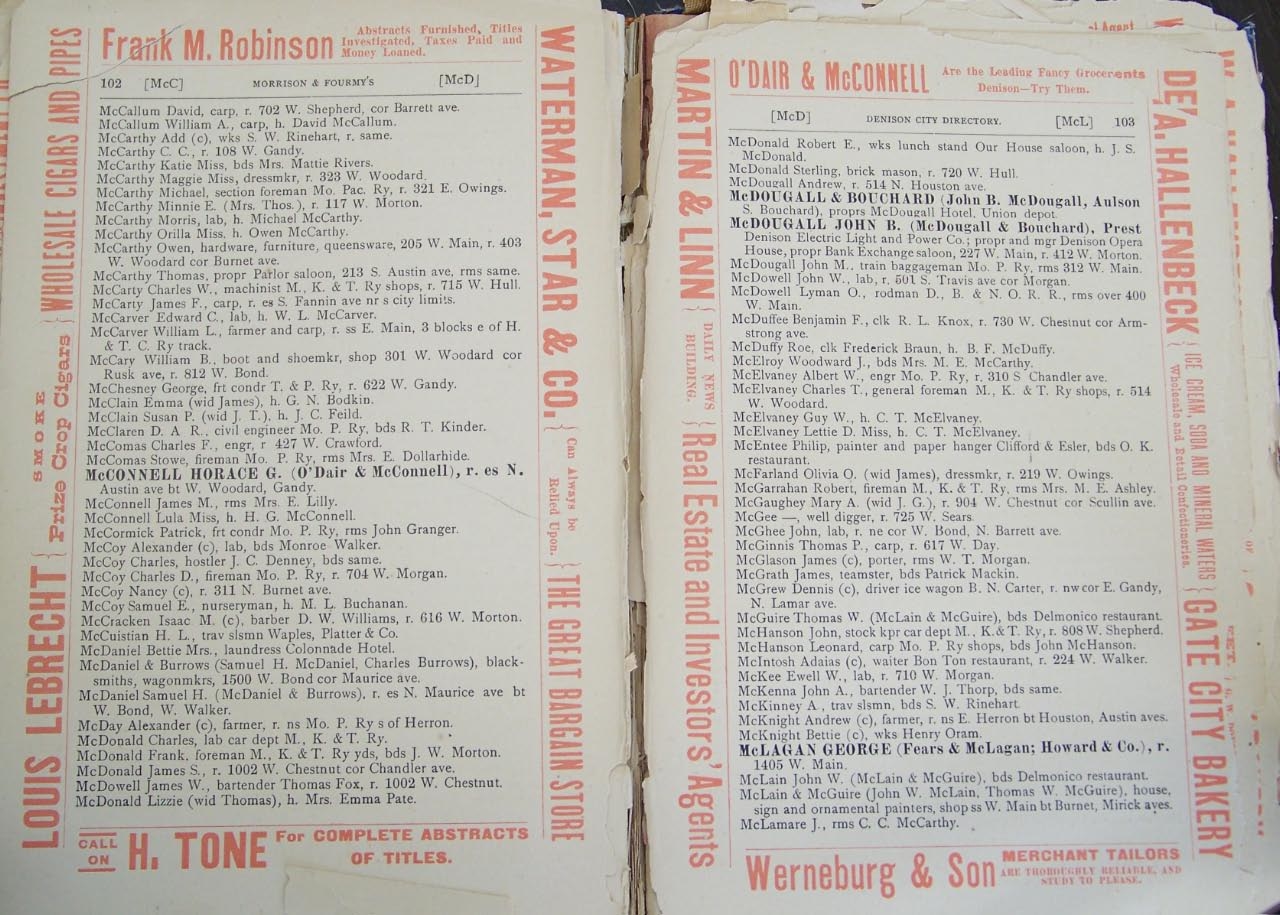 Frank M. Robinson
Abstracts Furnished, Titles
Investigated, Taxes Paid and
Money Loaned.
102 [McC] MORRISON & FOURMY'S [McD]
McCallum David, carp, r. 702 W. Shepherd, cor Barrett ave.
McCallum William A., carp, h. David McCallum.
McCarthy Add (c), wks S. W. Rinehart, r. same.
McCarthy C. C., r. 108 W. Gandy.
McCarthy Katie Miss, bds Mrs. Mattie Rivers.
McCarthy Maggie Miss, dressmkr, r. 323 W. Woodard.
McCarthy Michael, section foreman Mo. Pac. Ry, r. 321 E. Owings.
McCarthy Minnie E. (Mrs. Thos.), r. 117 W. Morton.
McCarthy Morris, lab, h. Michael McCarthy.
McCarthy Orilla Miss, h. Owen McCarthy.
McCarthy Owen, hardware, furniture, queensware, 205 W. Main, r. 403
W. Woodard cor Burnet ave.
McCarthy Thomas, propr Parlor saloon, 213 S. Austin ave, rms same.
McCarty Charles W., machinist M., K. & T. Ry shops, r. 715 W. Hull.
McCarty James F., carp, r. es S. Fannin ave nr s city limits.
McCarver Edward C., lab, h. W. L. McCarver.
McCarver William L., farmer and carp, r. ss E. Main, 3 blocks e of H.
& T. C. Ry track.
McCary William B., boot and shoemkr, shop 301 W. Woodard cor
Rusk ave, r. 812 W. Bond.
McChesney George, frt condr T. & P. Ry, r. 622 W. Gandy.
McClain Emma (wid James), h. G. N. Bodkin.
McClain Susan P. (wid J. T.), h. J. C. Feild.
McClaren D. A. R., civil engineer Mo. P. Ry, bds R. T. Kinder.
McComas Charles F., engr, r 427 W. Crawford.
McComas Stowe, fireman Mo. P. Ry, rms Mrs. E. Dollarhide.
McCONNELL HORACE G. (O'Dair & McConnell), r. es N.
Austin ave bt W. Woodard, Gandy.
McConnell James M., rms Mrs. E. Lilly.
McConnell Lula Miss, h. H. G. McConnell.
McCormick Patrick, frt condr Mo. P. Ry, rms John Granger.
McCoy Alexander (c), lab, bds Monroe Walker.
McCoy Charles, hostler J. C. Denney, bds same.
McCoy Charles D., fireman Mo. P. Ry, r. 704 W. Morgan.
McCoy Nancy (c), r. 311 N. Burnet ave.
McCoy Samuel E., nurseryman, h. M. L. Buchanan.
McCracken Isaac M. (c), barber D. W. Williams, r. 616 W. Morton.
McCuistian H. L., trav slsmn Waples, Platter & Co.
McDaniel Bettie Mrs., laundress Colonnade Hotel.
McDaniel & Burrows (Samuel H. McDaniel, Charles Burrows), black-
smiths, wagonmkrs, 1500 W. Bond cor Maurice ave.
McDaniel Samuel H. (McDaniel & Burrows), r. es N. Maurice ave bt
W. Bond, W. Walker.
McDay Alexander (c), farmer, r. ns Mo. P. Ry s of Herron.
McDonald Charles, lab car dept M., K. & T. Ry.
McDonald Frank, foreman M., K. & T. Ry yds, bds J. W. Morton.
McDonald James S., r. 1002 W. Chestnut cor Chandler ave.
McDowell James W., bartender Thomas Fox, r. 1002 W. Chestnut.
McDonald Lizzie (wid Thomas), h. Mrs. Emma Pate.
CALL
ON
H. TONE
For COMPLETE ABSTRACTS
OF TITLES.
LOUIS LEBRECHT { SMOKE
Prize Crop Cigars } WHOLESALE CIGARS AND PIPES
WATERMAN, STAR & CO. { Can Always be
Relied Upon. } THE GREAT BARGAIN STORE
O'DAIR & McCONNELL
Are the Leading Fancy Grocerents
Denison—Try Them.
[McD] DENISON CITY DIRECTORY. [McL] 103
McDonald Robert E., wks lunch stand Our House saloon, h. J. S.
McDonald.
McDonald Sterling, brick mason, r. 720 W. Hull.
McDougall Andrew, r. 514 N. Houston ave.
McDOUGALL & BOUCHARD (John B. McDougall, Aulson
S. Bouchard), proprs McDougall Hotel, Union depot.
McDOUGALL JOHN B. (McDougall & Bouchard), Prest
Denison Electric Light and Power Co.; propr and mgr Denison Opera
House, propr Bank Exchange saloon, 227 W. Main, r. 412 W. Morton.
McDougall John M., train baggageman Mo. P. Ry, rms 312 W. Main.
McDowell John W., lab, r. 501 S. Travis ave cor Morgan.
McDowell Lyman O., rodman D., B. & N. O. R. R., rms over 400
W. Main.
McDuffee Benjamin F., clk R. L. Knox, r. 730 W. Chestnut cor Arm-
strong ave.
McDuffy Roe, clk Frederick Braun, h. B. F. McDuffy.
McElroy Woodward J., bds Mrs. M. E. McCarthy.
McElvaney Albert W., engr Mo. P. Ry, r. 310 S Chandler ave.
McElvaney Charles T., general foreman M., K. & T. Ry shops, r. 514
W. Woodard.
McElvaney Guy W., h. C. T. McElvaney.
McElvaney Lettie D. Miss, h. C. T. McElvaney.
McEntee Philip, painter and paper hanger Clifford & Esler, bds O. K.
restaurant.
McFarland Olivia O. (wid James), dressmkr, r. 219 W. Owings.
McGarrahan Robert, fireman M., K. & T. Ry, rms Mrs. M. E. Ashley.
McGaughey Mary A. (wid J. G.), r. 904 W. Chestnut cor Scullin ave.
McGee —, well digger, r. 725 W. Sears.
McGhee John, lab, r. ne cor W. Bond, N. Barrett ave.
McGinnis Thomas P., carp, r. 617 W. Day.
McGlason James (c), porter, rms W. T. Morgan.
McGrath James, teamster, bds Patrick Mackin.
McGrew Dennis (c), driver ice wagon B. N. Carter, r. nw cor E. Gandy,
N. Lamar ave.
McGuire Thomas W. (McLain & McGuire), bds Delmonico restaurant.
McHanson John, stock kpr car dept M., K. & T. Ry, r. 808 W. Shepherd.
McHanson Leonard, carp Mo. P. Ry shops, bds John McHanson.
McIntosh Adaias (c), waiter Bon Ton restaurant, r. 224 W. Walker.
McKee Ewell W., lab, r. 710 W. Morgan.
McKenna John A., bartender W. J. Thorp, bds same.
McKinney A., trav slsmn, bds S. W. Rinehart.
McKnight Andrew (c), farmer, r. ns E. Herron bt Houston, Austin aves.
McKnight Bettie (c), wks Henry Oram.
McLAGAN GEORGE (Fears & McLagan; Howard & Co.), r.
1405 W. Main.
McLain John W. (McLain & McGuire), bds Delmonico restaurant.
McLain & McGuire (John W. McLain, Thomas W. McGuire), house,
sign and ornamental painters, shop ss W. Main bt Burnet, Mirick aves.
McLamare J., rms C. C. McCarthy.
Werneburg & Son
MERCHANT TAILORS
ARE THOROUGHLY RELIABLE, AND
STUDY TO PLEASE.
MARTIN & LINN { DAILY NEWS
BUILDING. } Real Estate and Investors' Agents
DE'A. HALLENBECK { ICE CREAM, SODA AND MINERAL WATERS
Wholesale and Retail Confectioneries. } GATE CITY BAKERY